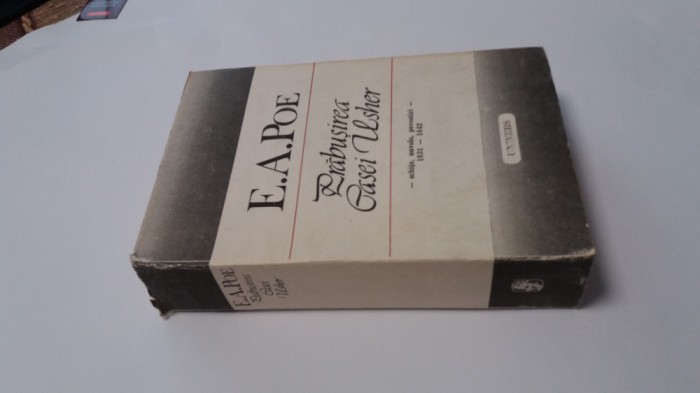 E.A.POE
Prăbușirea
Casei Usher
– schițe, nuvele, povestiri –
1831 – 1842
UNIVERS
E.A.POE
Prăbușirea
Casei
Usher